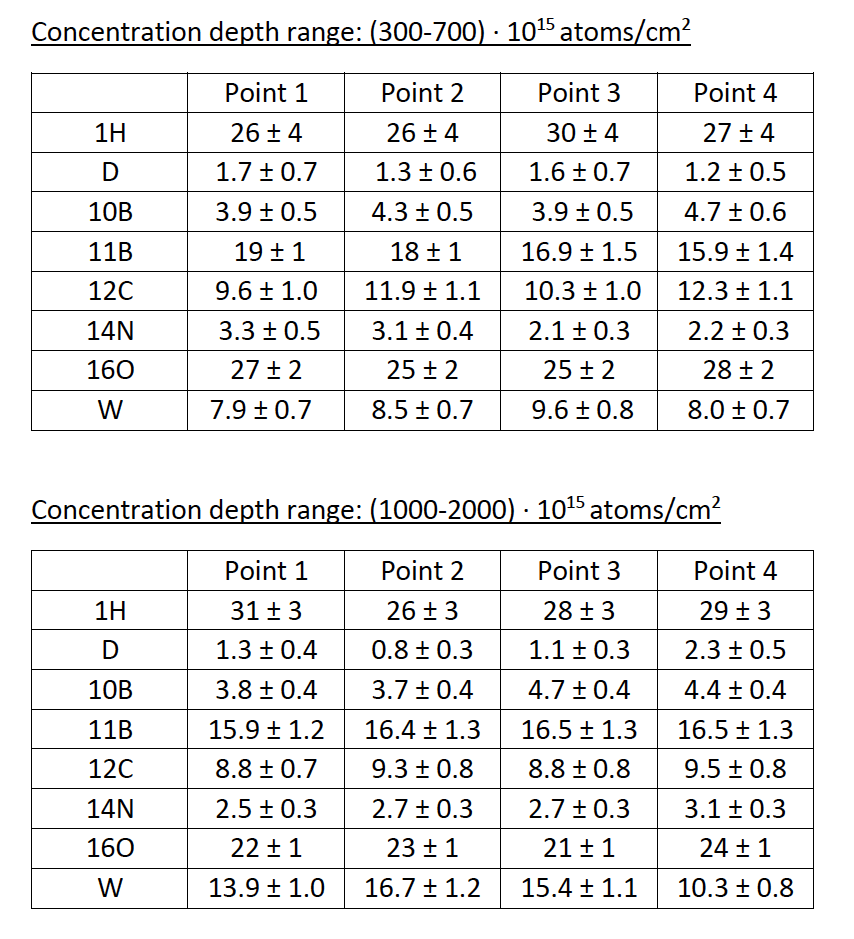 Concentration depth range: (300-700) · 10¹⁵ atoms/cm²
Point 1 Point 2 Point 3 Point 4
1H 26 ± 4 26 ± 4 30 ± 4 27 ± 4
D 1.7 ± 0.7 1.3 ± 0.6 1.6 ± 0.7 1.2 ± 0.5
10B 3.9 ± 0.5 4.3 ± 0.5 3.9 ± 0.5 4.7 ± 0.6
11B 19 ± 1 18 ± 1 16.9 ± 1.5 15.9 ± 1.4
12C 9.6 ± 1.0 11.9 ± 1.1 10.3 ± 1.0 12.3 ± 1.1
14N 3.3 ± 0.5 3.1 ± 0.4 2.1 ± 0.3 2.2 ± 0.3
16O 27 ± 2 25 ± 2 25 ± 2 28 ± 2
W 7.9 ± 0.7 8.5 ± 0.7 9.6 ± 0.8 8.0 ± 0.7
Concentration depth range: (1000-2000) · 10¹⁵ atoms/cm²
Point 1 Point 2 Point 3 Point 4
1H 31 ± 3 26 ± 3 28 ± 3 29 ± 3
D 1.3 ± 0.4 0.8 ± 0.3 1.1 ± 0.3 2.3 ± 0.5
10B 3.8 ± 0.4 3.7 ± 0.4 4.7 ± 0.4 4.4 ± 0.4
11B 15.9 ± 1.2 16.4 ± 1.3 16.5 ± 1.3 16.5 ± 1.3
12C 8.8 ± 0.7 9.3 ± 0.8 8.8 ± 0.8 9.5 ± 0.8
14N 2.5 ± 0.3 2.7 ± 0.3 2.7 ± 0.3 3.1 ± 0.3
16O 22 ± 1 23 ± 1 21 ± 1 24 ± 1
W 13.9 ± 1.0 16.7 ± 1.2 15.4 ± 1.1 10.3 ± 0.8